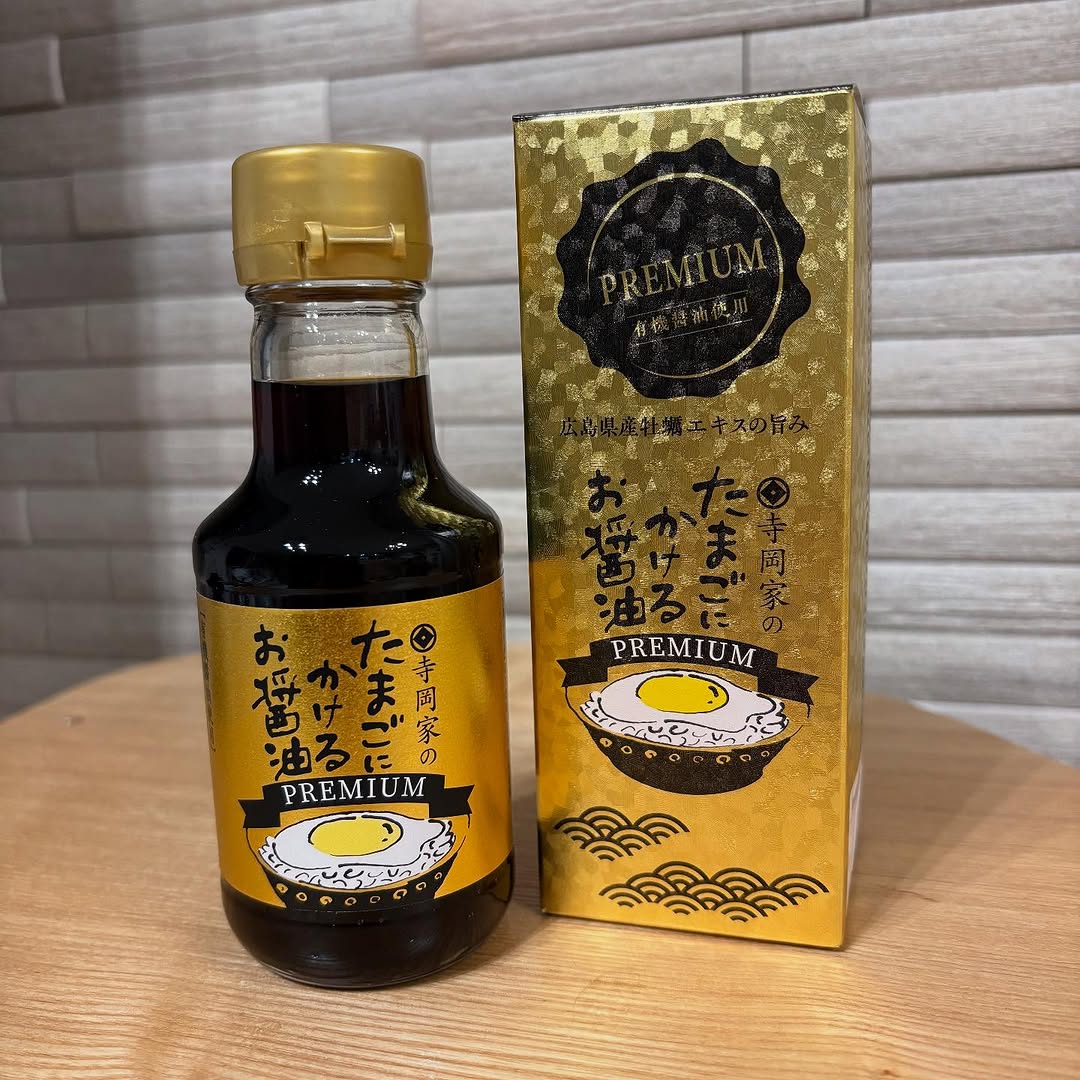 寺岡家の
たまごに
かける
お醤油
PREMIUM
PREMIUM
有機醤油使用
広島県産牡蠣エキスの旨み
寺岡家の
たまごに
かける
お醤油
PREMIUM